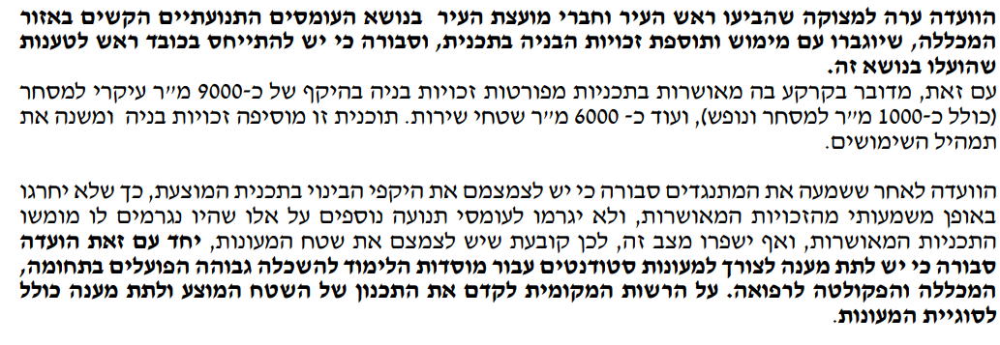 הוועדה ערה למצוקה שהביעו ראש העיר וחברי מועצת העיר בנושא העומסים התנועתיים הקשים באזור
המכללה, שיוגברו עם מימוש ותוספת זכויות הבניה בתכנית, וסבורה כי יש להתייחס בכובד ראש לטענות
שהועלו בנושא זה.
עם זאת, מדובר בקרקע בה מאושרות בתכניות מפורטות זכויות בניה בהיקף של כ-9000 מ״ר עיקרי למסחר
(כולל כ-1000 מ״ר למסחר ונופש), ועוד כ- 6000 מ״ר שטחי שירות. תוכנית זו מוסיפה זכויות בניה ומשנה את
תמהיל השימושים.
הוועדה לאחר ששמעה את המתנגדים סבורה כי יש לצמצמם את היקפי הבינוי בתכנית המוצעת, כך שלא יחרגו
באופן משמעותי מהזכויות המאושרות, ולא יגרמו לעומסי תנועה נוספים על אלו שהיו נגרמים לו מומשו
התכניות המאושרות, ואף ישפרו מצב זה, לכן קובעת שיש לצמצם את שטח המעונות, יחד עם זאת הועדה
סבורה כי יש לתת מענה לצורך למעונות סטודנטים עבור מוסדות הלימוד להשכלה גבוהה הפועלים בתחומה,
המכללה והפקולטה לרפואה. על הרשות המקומית לקדם את התכנון של השטח המוצע ולתת מענה כולל
לסוגיית המעונות.